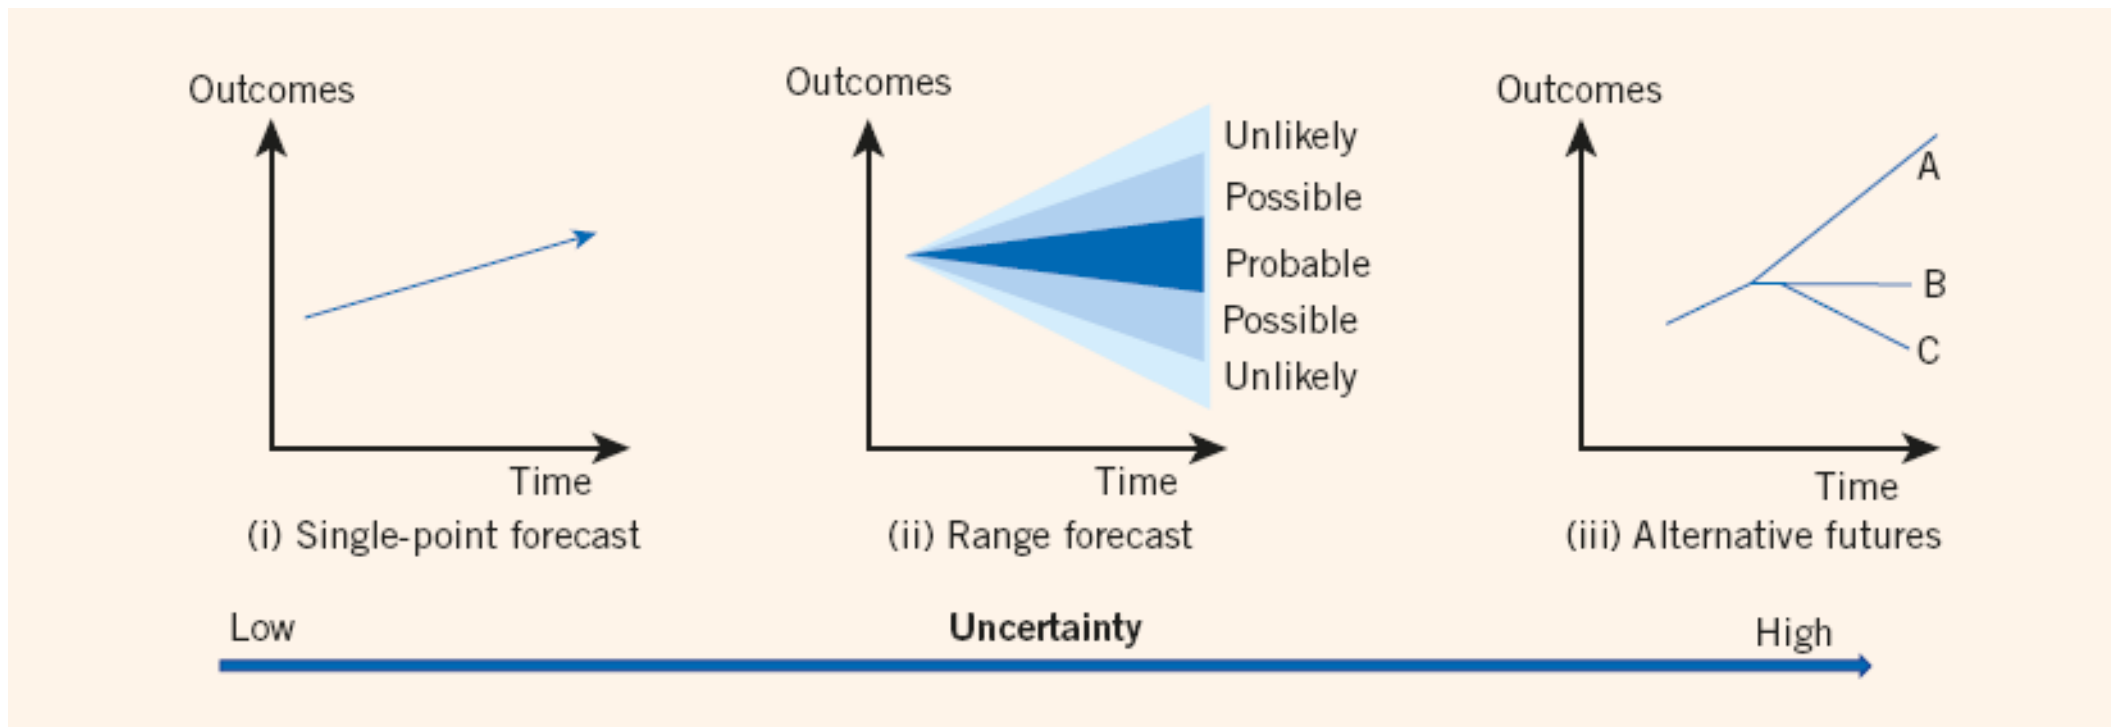 Outcomes
Time
(i) Single-point forecast
Outcomes
Unlikely
Possible
Probable
Possible
Unlikely
Time
(ii) Range forecast
Outcomes
A
B
C
Time
(iii) Alternative futures
Low
Uncertainty
High